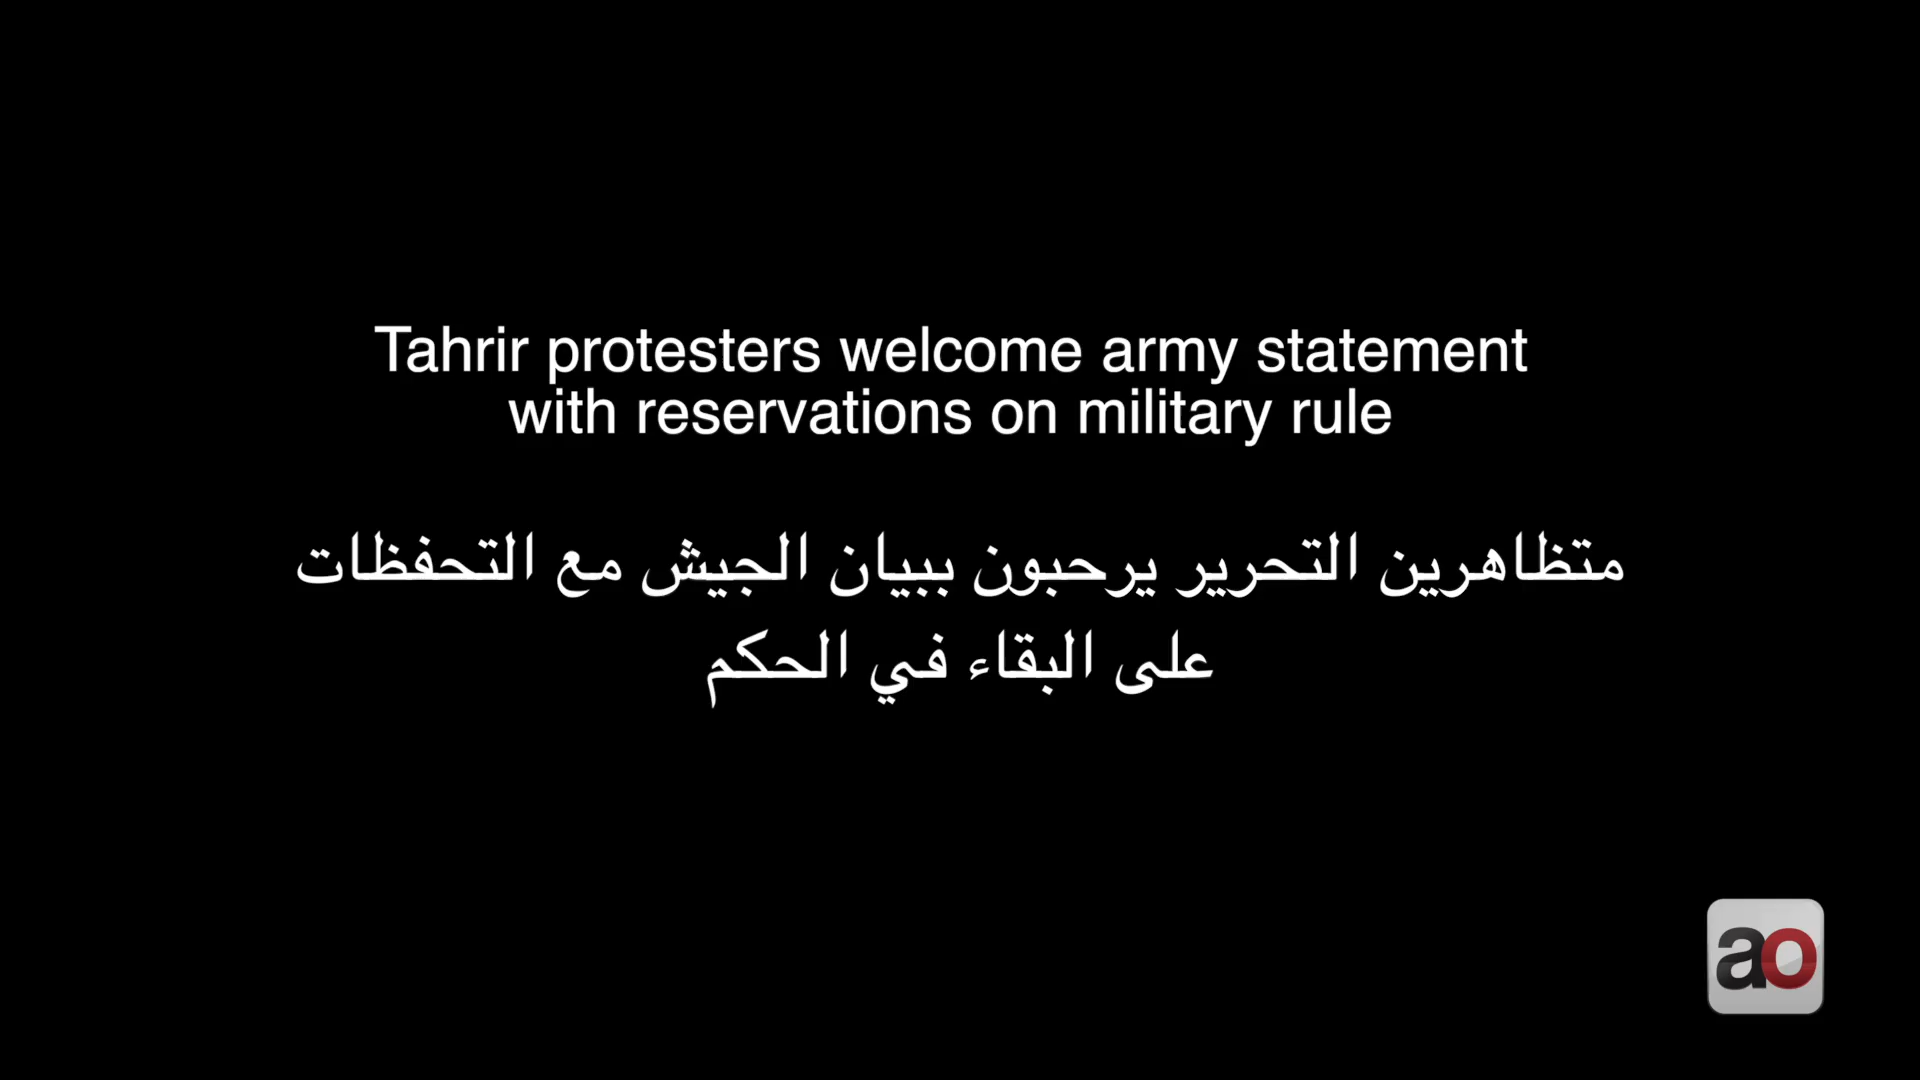 Tahrir protesters welcome army statement
with reservations on military rule
متظاهرين التحرير يرحبون ببيان الجيش مع التحفظات
على البقاء في الحكم
ao